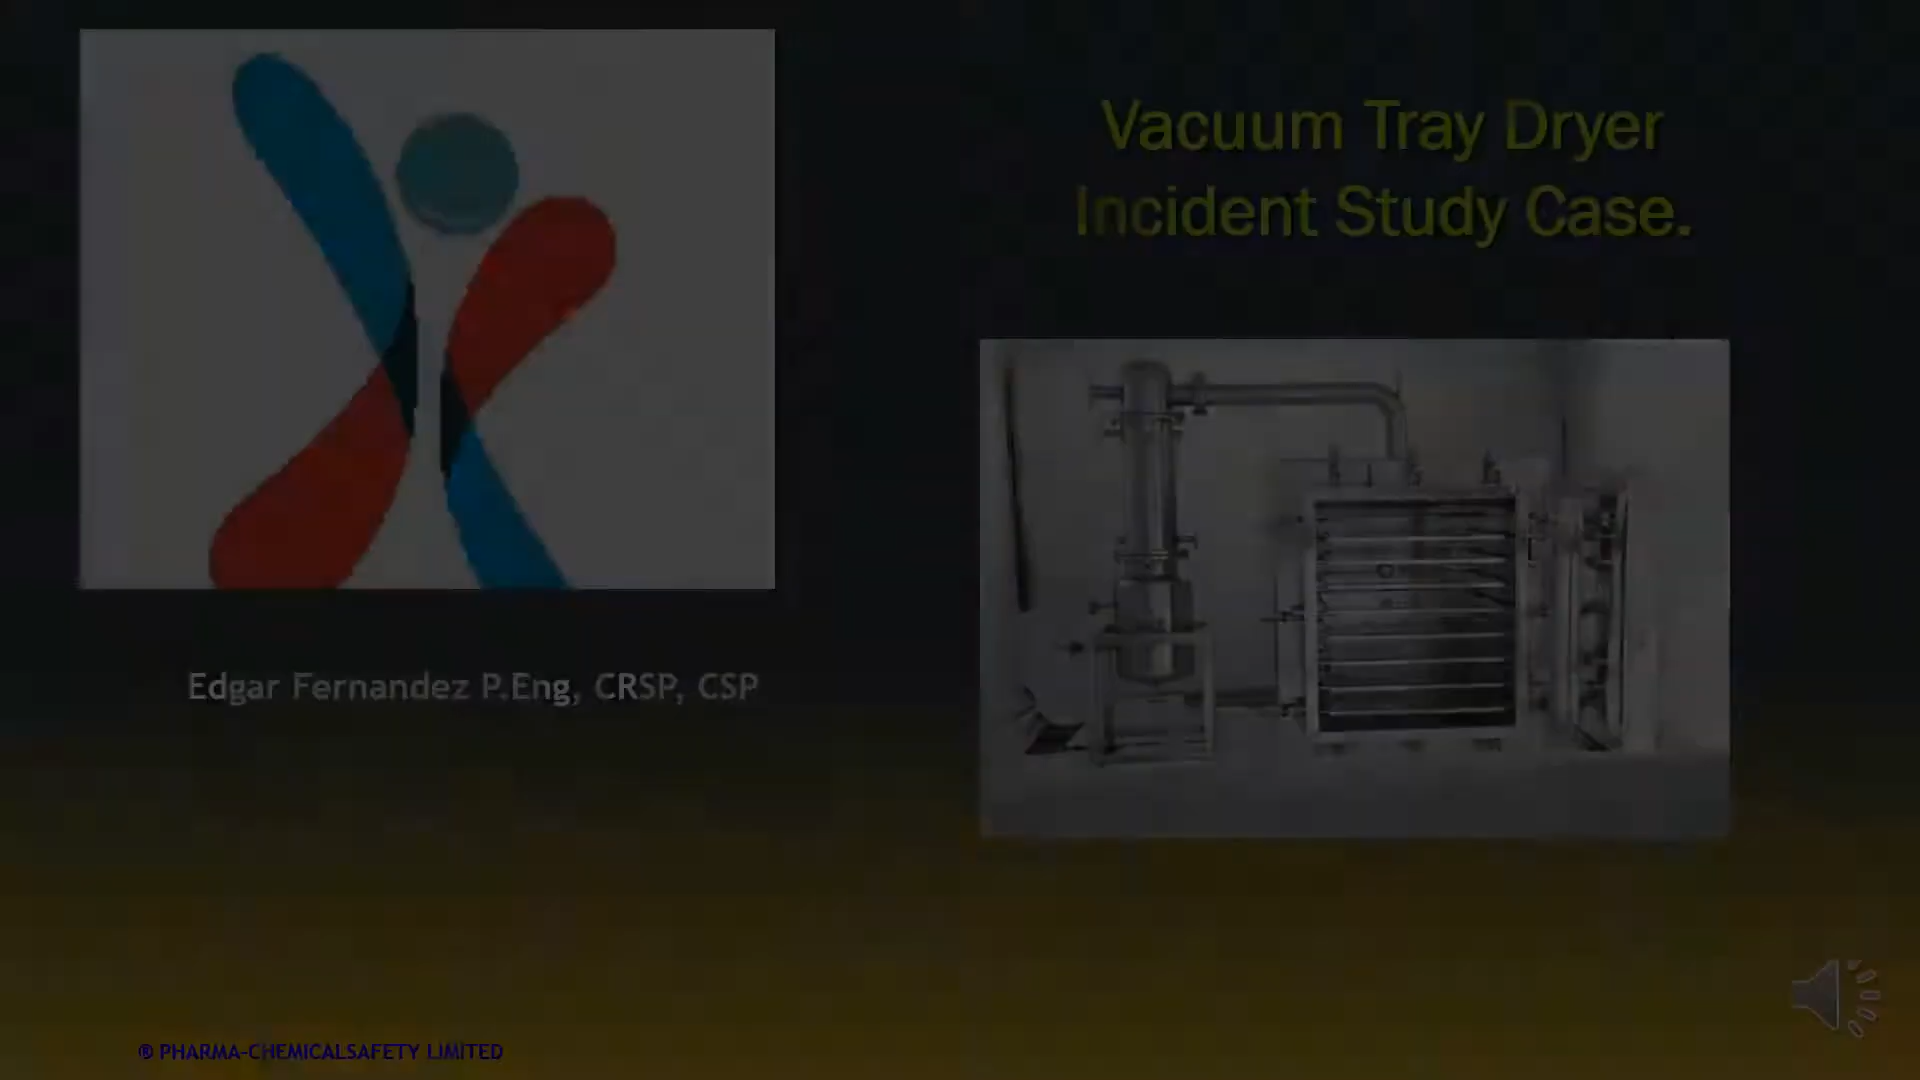 Vacuum Tray Dryer
Incident Study Case.
Edgar Fernandez P.Eng, CRSP, CSP
® PHARMA-CHEMICALSAFETY LIMITED